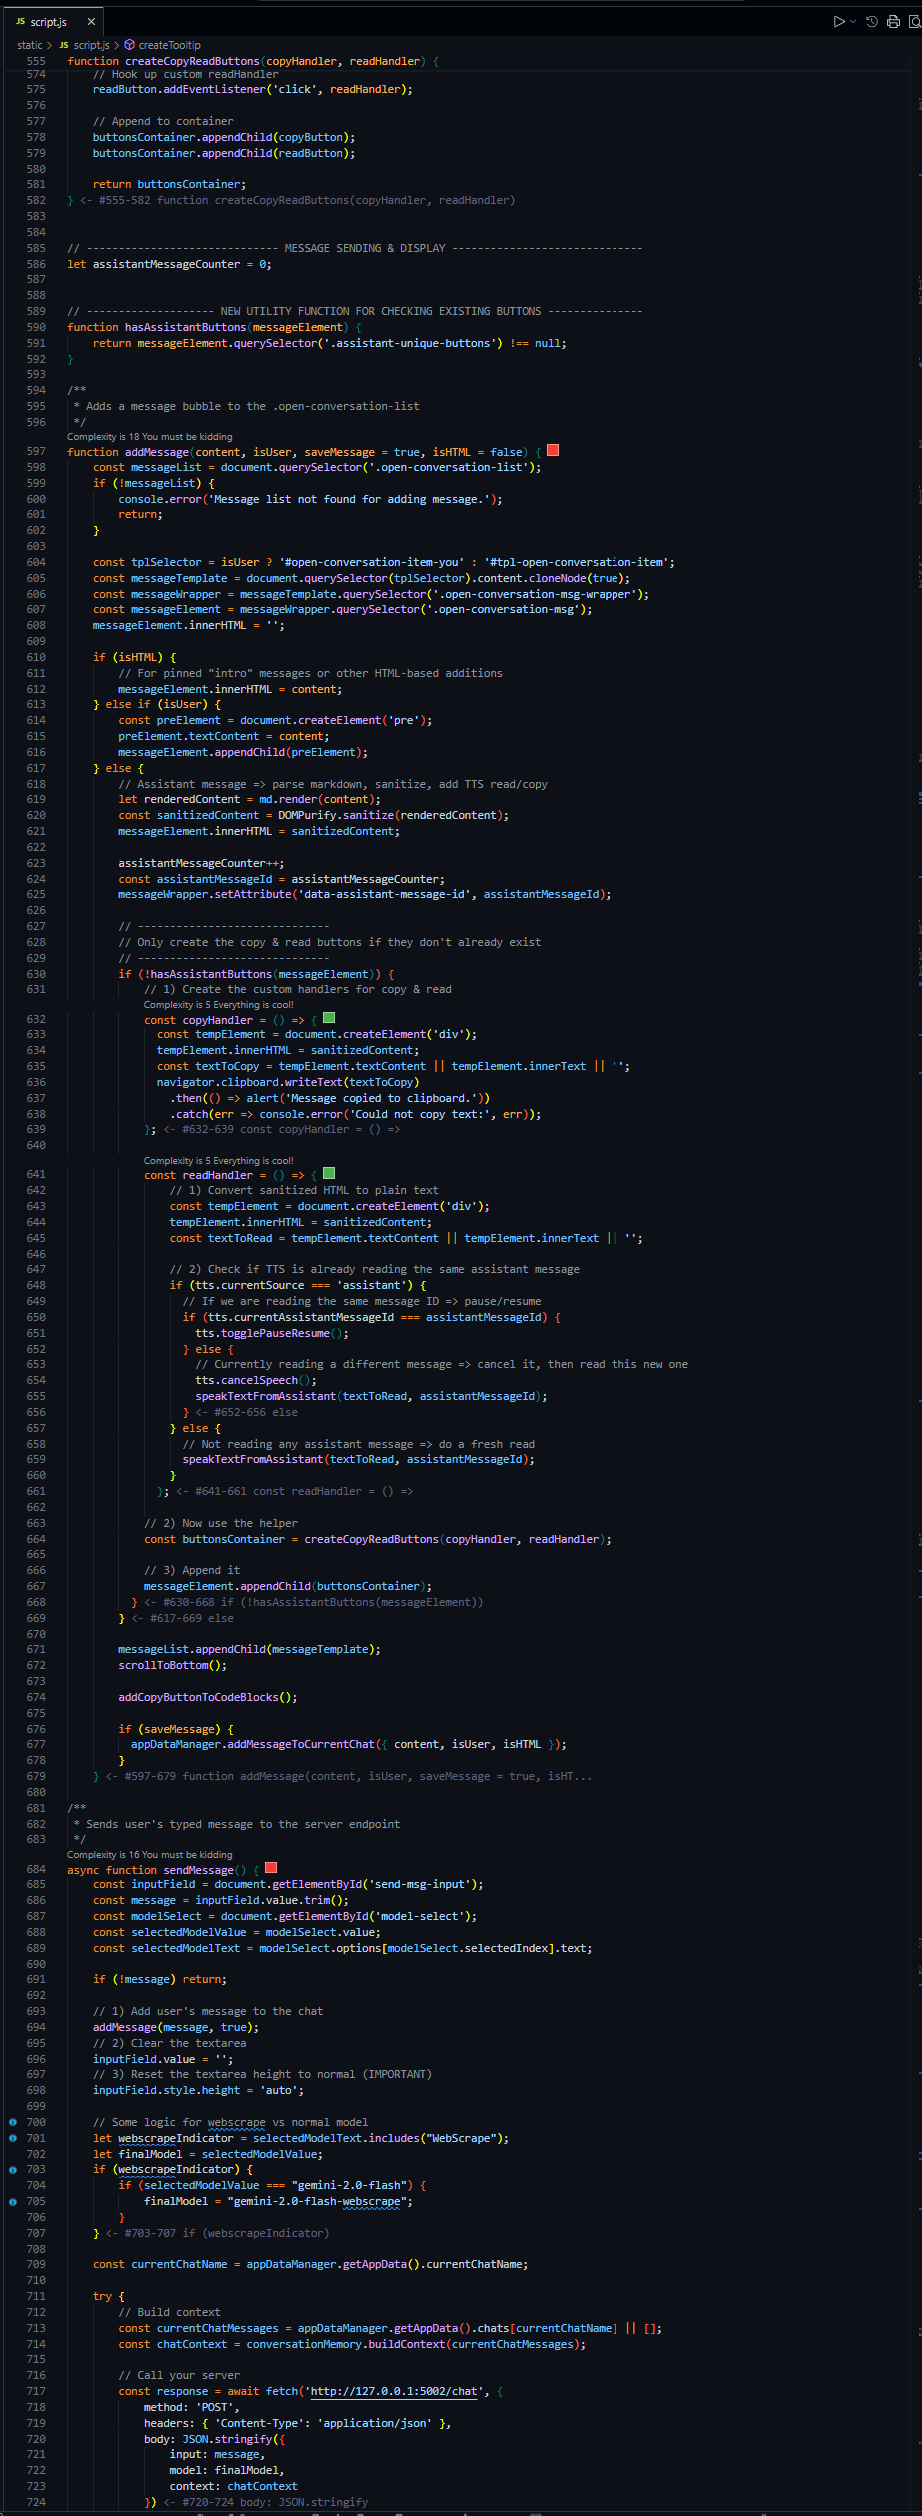 JS script.js ×
static > JS script.js > createTooltip
555 function createCopyReadButtons(copyHandler, readHandler) {
574 // Hook up custom readHandler
575 readButton.addEventListener('click', readHandler);
576
577 // Append to container
578 buttonsContainer.appendChild(copyButton);
579 buttonsContainer.appendChild(readButton);
580
581 return buttonsContainer;
582 } <- #555-582 function createCopyReadButtons(copyHandler, readHandler)
583
584
585 // ------------------------------ MESSAGE SENDING & DISPLAY ------------------------------
586 let assistantMessageCounter = 0;
587
588
589 // -------------------- NEW UTILITY FUNCTION FOR CHECKING EXISTING BUTTONS ---------------
590 function hasAssistantButtons(messageElement) {
591 return messageElement.querySelector('.assistant-unique-buttons') !== null;
592 }
593
594 /**
595 * Adds a message bubble to the .open-conversation-list
596 */
Complexity is 18 You must be kidding
597 function addMessage(content, isUser, saveMessage = true, isHTML = false) {
598 const messageList = document.querySelector('.open-conversation-list');
599 if (!messageList) {
600 console.error('Message list not found for adding message.');
601 return;
602 }
603
604 const tplSelector = isUser ? '#open-conversation-item-you' : '#tpl-open-conversation-item';
605 const messageTemplate = document.querySelector(tplSelector).content.cloneNode(true);
606 const messageWrapper = messageTemplate.querySelector('.open-conversation-msg-wrapper');
607 const messageElement = messageWrapper.querySelector('.open-conversation-msg');
608 messageElement.innerHTML = '';
609
610 if (isHTML) {
611 // For pinned "intro" messages or other HTML-based additions
612 messageElement.innerHTML = content;
613 } else if (isUser) {
614 const preElement = document.createElement('pre');
615 preElement.textContent = content;
616 messageElement.appendChild(preElement);
617 } else {
618 // Assistant message => parse markdown, sanitize, add TTS read/copy
619 let renderedContent = md.render(content);
620 const sanitizedContent = DOMPurify.sanitize(renderedContent);
621 messageElement.innerHTML = sanitizedContent;
622
623 assistantMessageCounter++;
624 const assistantMessageId = assistantMessageCounter;
625 messageWrapper.setAttribute('data-assistant-message-id', assistantMessageId);
626
627 // ------------------------------
628 // Only create the copy & read buttons if they don't already exist
629 // ------------------------------
630 if (!hasAssistantButtons(messageElement)) {
631 // 1) Create the custom handlers for copy & read
Complexity is 5 Everything is cool!
632 const copyHandler = () => {
633 const tempElement = document.createElement('div');
634 tempElement.innerHTML = sanitizedContent;
635 const textToCopy = tempElement.textContent || tempElement.innerText || '';
636 navigator.clipboard.writeText(textToCopy)
637 .then(() => alert('Message copied to clipboard.'))
638 .catch(err => console.error('Could not copy text:', err));
639 }; <- #632-639 const copyHandler = () =>
640
Complexity is 5 Everything is cool!
641 const readHandler = () => {
642 // 1) Convert sanitized HTML to plain text
643 const tempElement = document.createElement('div');
644 tempElement.innerHTML = sanitizedContent;
645 const textToRead = tempElement.textContent || tempElement.innerText || '';
646
647 // 2) Check if TTS is already reading the same assistant message
648 if (tts.currentSource === 'assistant') {
649 // If we are reading the same message ID => pause/resume
650 if (tts.currentAssistantMessageId === assistantMessageId) {
651 tts.togglePauseResume();
652 } else {
653 // Currently reading a different message => cancel it, then read this new one
654 tts.cancelSpeech();
655 speakTextFromAssistant(textToRead, assistantMessageId);
656 } <- #652-656 else
657 } else {
658 // Not reading any assistant message => do a fresh read
659 speakTextFromAssistant(textToRead, assistantMessageId);
660 }
661 }; <- #641-661 const readHandler = () =>
662
663 // 2) Now use the helper
664 const buttonsContainer = createCopyReadButtons(copyHandler, readHandler);
665
666 // 3) Append it
667 messageElement.appendChild(buttonsContainer);
668 } <- #630-668 if (!hasAssistantButtons(messageElement))
669 } <- #617-669 else
670
671 messageList.appendChild(messageTemplate);
672 scrollToBottom();
673
674 addCopyButtonToCodeBlocks();
675
676 if (saveMessage) {
677 appDataManager.addMessageToCurrentChat({ content, isUser, isHTML });
678 }
679 } <- #597-679 function addMessage(content, isUser, saveMessage = true, isHT...
680
681 /**
682 * Sends user's typed message to the server endpoint
683 */
Complexity is 16 You must be kidding
684 async function sendMessage() {
685 const inputField = document.getElementById('send-msg-input');
686 const message = inputField.value.trim();
687 const modelSelect = document.getElementById('model-select');
688 const selectedModelValue = modelSelect.value;
689 const selectedModelText = modelSelect.options[modelSelect.selectedIndex].text;
690
691 if (!message) return;
692
693 // 1) Add user's message to the chat
694 addMessage(message, true);
695 // 2) Clear the textarea
696 inputField.value = '';
697 // 3) Reset the textarea height to normal (IMPORTANT)
698 inputField.style.height = 'auto';
699
700 // Some logic for webscrape vs normal model
701 let webscrapeIndicator = selectedModelText.includes("WebScrape");
702 let finalModel = selectedModelValue;
703 if (webscrapeIndicator) {
704 if (selectedModelValue === "gemini-2.0-flash") {
705 finalModel = "gemini-2.0-flash-webscrape";
706 }
707 } <- #703-707 if (webscrapeIndicator)
708
709 const currentChatName = appDataManager.getAppData().currentChatName;
710
711 try {
712 // Build context
713 const currentChatMessages = appDataManager.getAppData().chats[currentChatName] || [];
714 const chatContext = conversationMemory.buildContext(currentChatMessages);
715
716 // Call your server
717 const response = await fetch('http://127.0.0.1:5002/chat', {
718 method: 'POST',
719 headers: { 'Content-Type': 'application/json' },
720 body: JSON.stringify({
721 input: message,
722 model: finalModel,
723 context: chatContext
724 }) <- #720-724 body: JSON.stringify